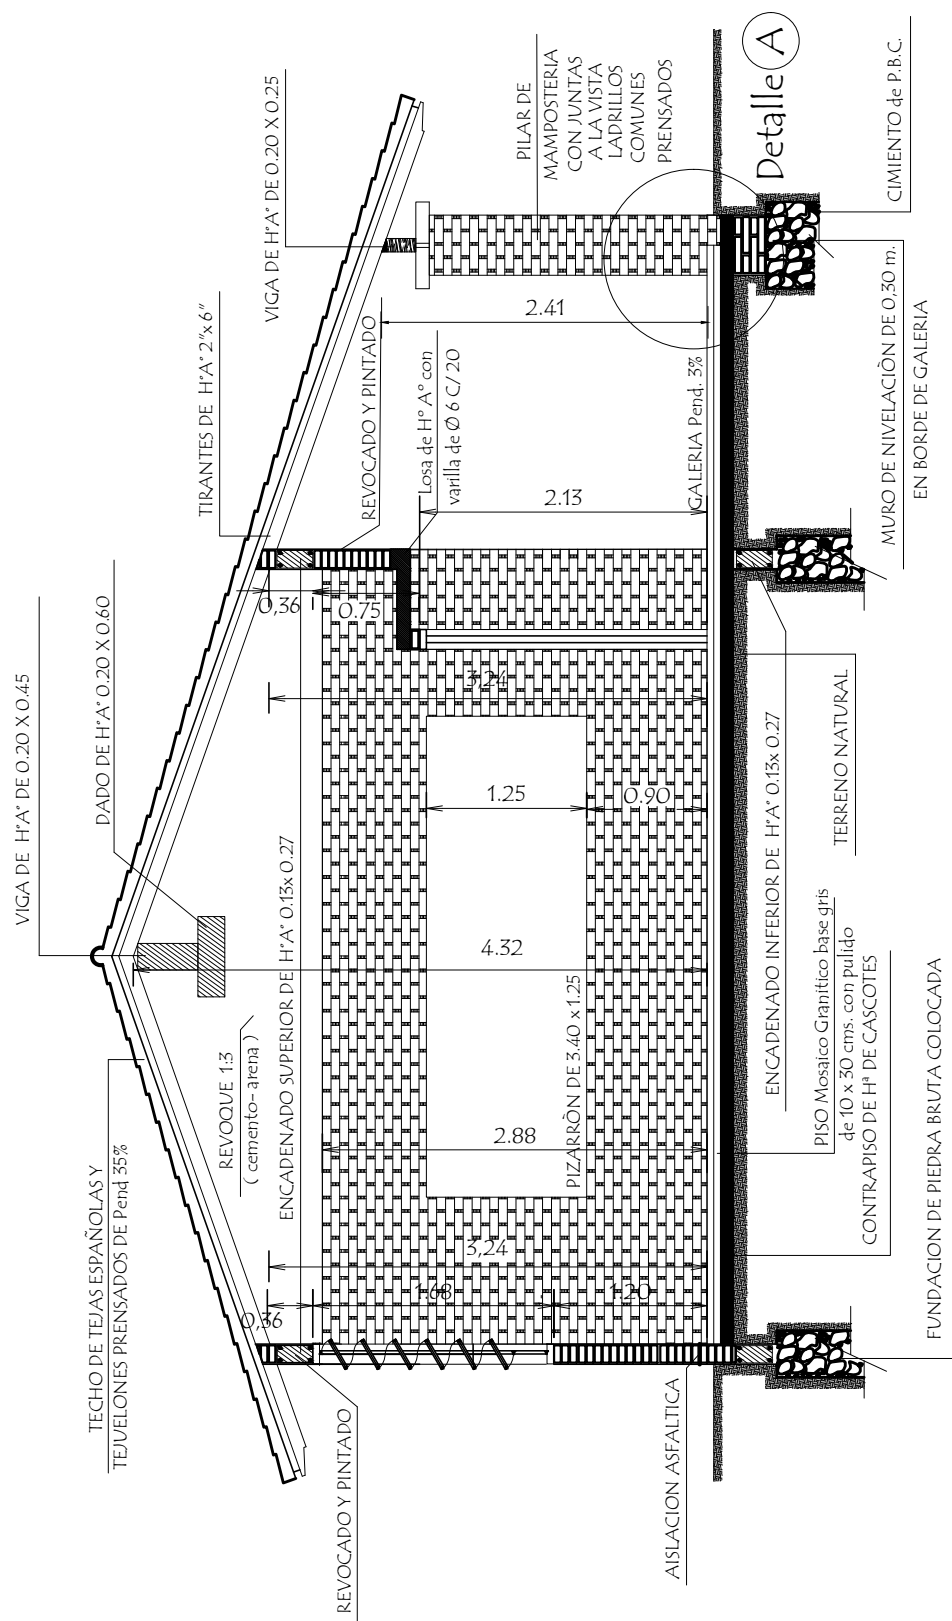 VIGA DE H°A° DE 0.20 X 0.45
DADO DE H°A° 0.20 X 0.60
TIRANTES DE H°A° 2"x 6"
VIGA DE H°A° DE 0.20 X 0.25
TECHO DE TEJAS ESPAÑOLAS Y
TEJUELONES PRENSADOS DE Pend 35%
REVOQUE 1:3
( cemento- arena )
ENCADENADO SUPERIOR DE H°A° 0.13x 0.27
REVOCADO Y PINTADO
REVOCADO Y PINTADO
Losa de H° A° con
varilla de Ø 6 C/ 20
PILAR DE
MAMPOSTERIA
CON JUNTAS
A LA VISTA
LADRILLOS
COMUNES
PRENSADOS
0,36
0,36
0.75
3,24
3,24
1.68
1.20
2.88
4.32
1.25
0.90
2.13
2.41
PIZARRÒN DE 3.40 x 1.25
GALERIA Pend. 3%
Detalle A
AISLACION ASFALTICA
PISO Mosaico Granitico base gris
de 10 x 30 cms. con pulido
CONTRAPISO DE Hª DE CASCOTES
ENCADENADO INFERIOR DE H°A° 0.13x 0.27
TERRENO NATURAL
MURO DE NIVELACIÒN DE 0,30 m.
EN BORDE DE GALERIA
CIMIENTO de P.B.C.
FUNDACION DE PIEDRA BRUTA COLOCADA